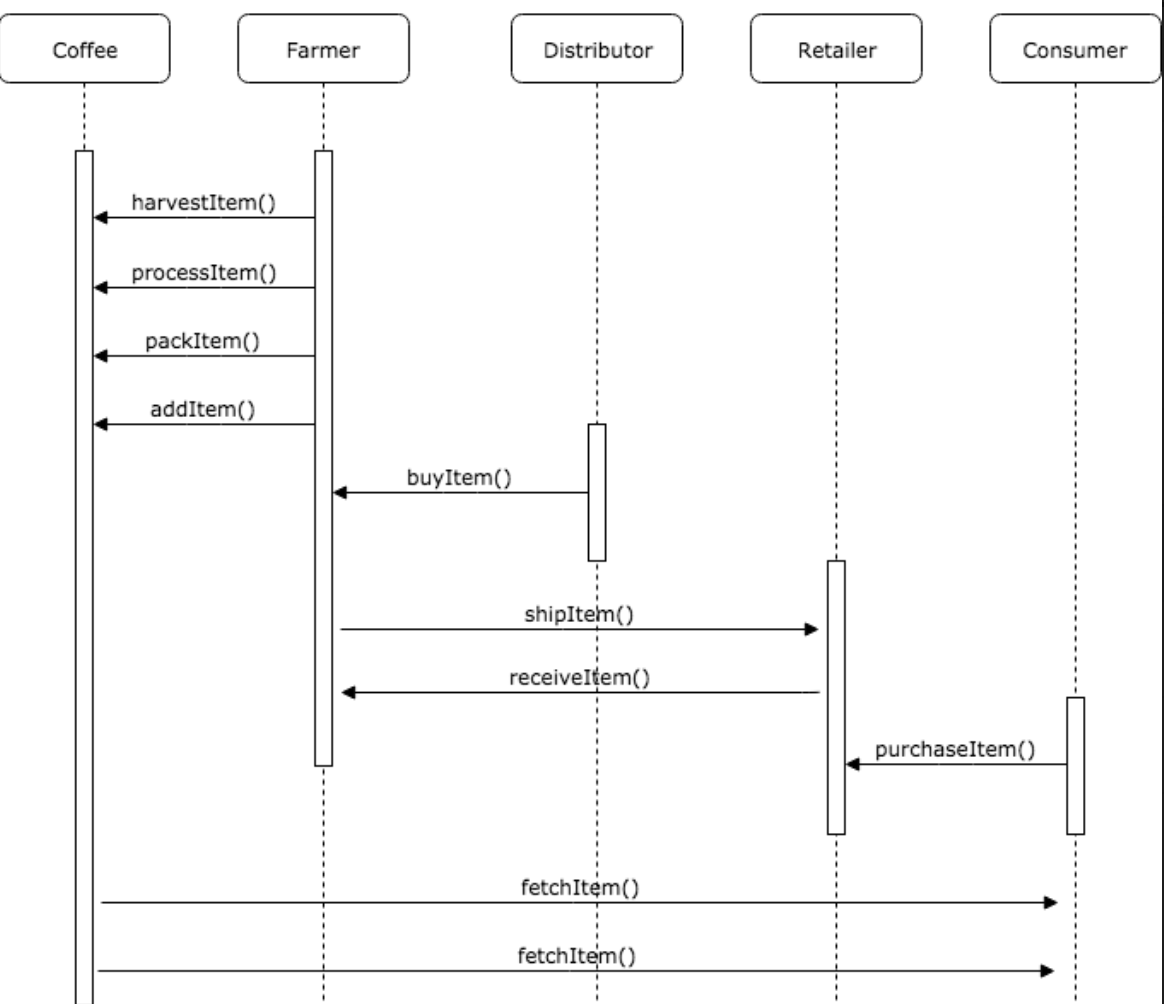 Coffee
Farmer
Distributor
Retailer
Consumer
harvestItem()
processItem()
packItem()
addItem()
buyItem()
shipItem()
receiveItem()
purchaseItem()
fetchItem()
fetchItem()